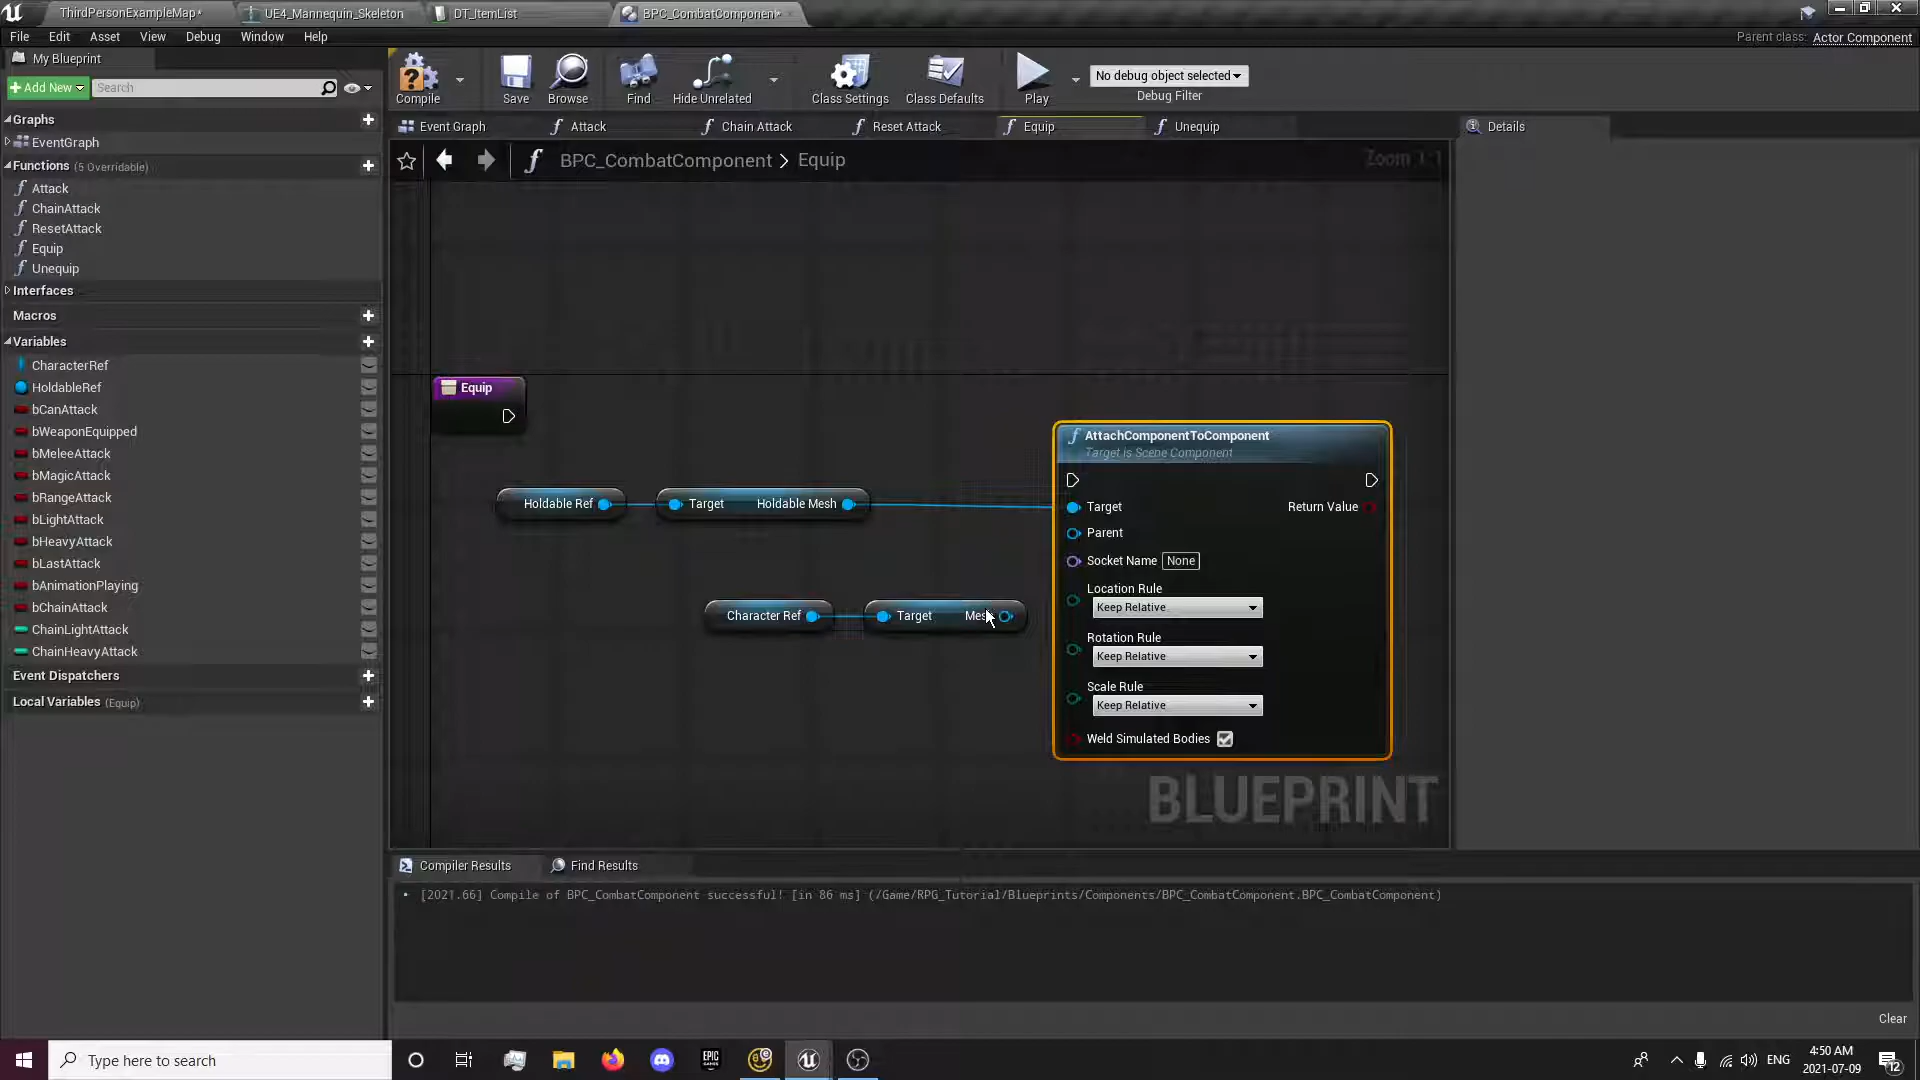 ThirdPersonExampleMap*
UE4_Mannequin_Skeleton
DT_ItemList
BPC_CombatComponent*
File Edit Asset View Debug Window Help
Parent class: Actor Component
My Blueprint
Add New
Search
Compile
Save
Browse
Find
Hide Unrelated
Class Settings
Class Defaults
Play
No debug object selected
Debug Filter
Event Graph
Attack
Chain Attack
Reset Attack
Equip
Unequip
Details
BPC_CombatComponent > Equip
Zoom 1:1
Graphs
EventGraph
Functions (5 Overridable)
Attack
ChainAttack
ResetAttack
Equip
Unequip
Interfaces
Macros
Variables
CharacterRef
HoldableRef
bCanAttack
bWeaponEquipped
bMeleeAttack
bMagicAttack
bRangeAttack
bLightAttack
bHeavyAttack
bLastAttack
bAnimationPlaying
bChainAttack
ChainLightAttack
ChainHeavyAttack
Event Dispatchers
Local Variables (Equip)
Equip
Holdable Ref
Target Holdable Mesh
Character Ref
Target
AttachComponentToComponent
Target is Scene Component
Target
Return Value
Parent
Socket Name None
Location Rule
Keep Relative
Rotation Rule
Keep Relative
Scale Rule
Keep Relative
Weld Simulated Bodies
BLUEPRINT
Compiler Results
Find Results
[2021.66] Compile of BPC_CombatComponent successful! [in 86 ms] (/Game/RPG_Tutorial/Blueprints/Components/BPC_CombatComponent.BPC_CombatComponent)
Clear
Type here to search
EPIC GAMES
ENG
4:50 AM
2021-07-09
12